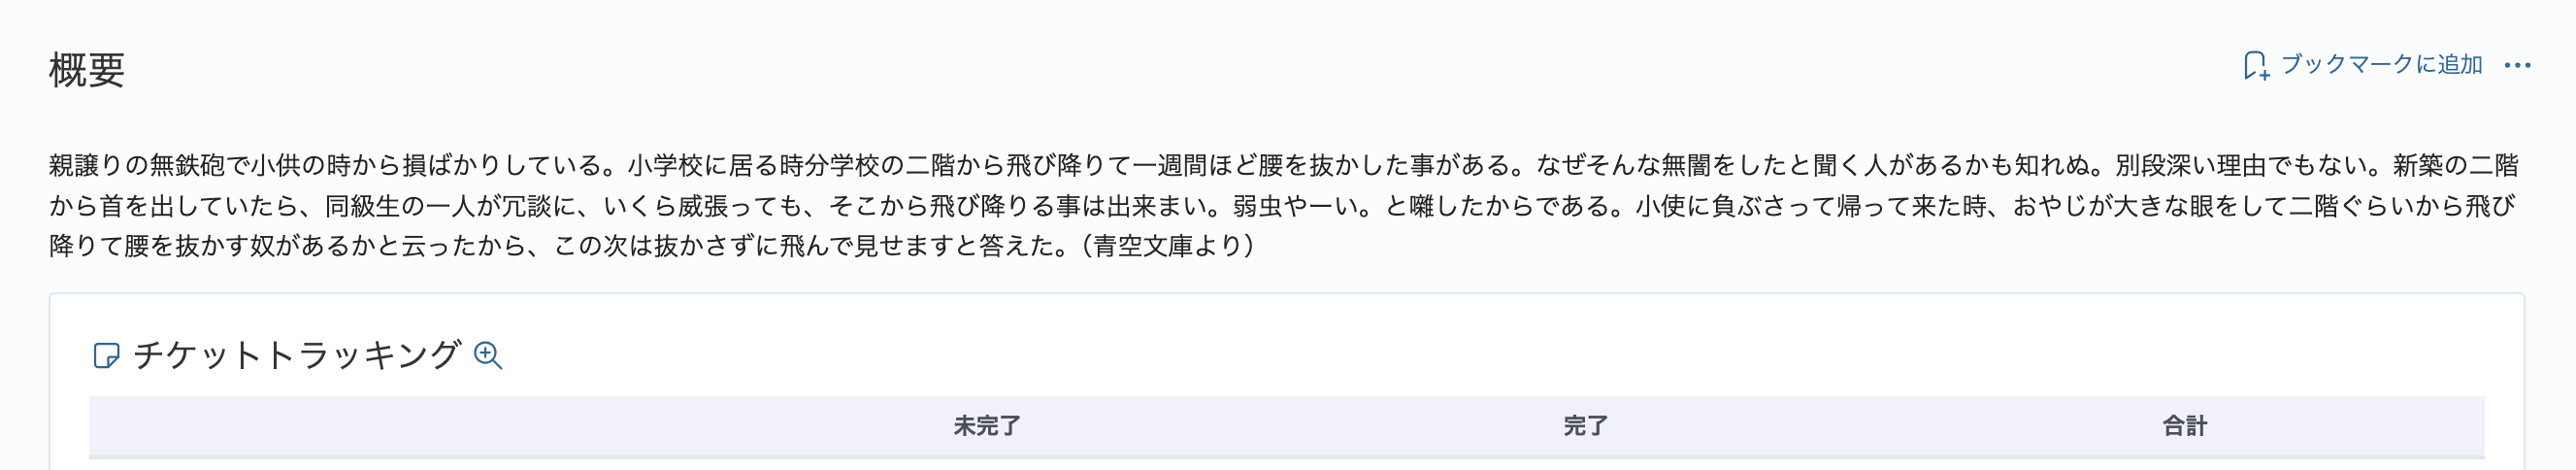 概要
ブックマークに追加
親譲りの無鉄砲で小供の時から損ばかりしている。小学校に居る時分学校の二階から飛び降りて一週間ほど腰を抜かした事がある。なぜそんな無闇をしたと聞く人があるかも知れぬ。別段深い理由でもない。新築の二階
から首を出していたら、同級生の一人が冗談に、いくら威張っても、そこから飛び降りる事は出来まい。弱虫やーい。と囃したからである。小使に負ぶさって帰って来た時、おやじが大きな眼をして二階ぐらいから飛び
降りて腰を抜かす奴があるかと云ったから、この次は抜かさずに飛んで見せますと答えた。（青空文庫より）
チケットトラッキング
未完了 完了 合計